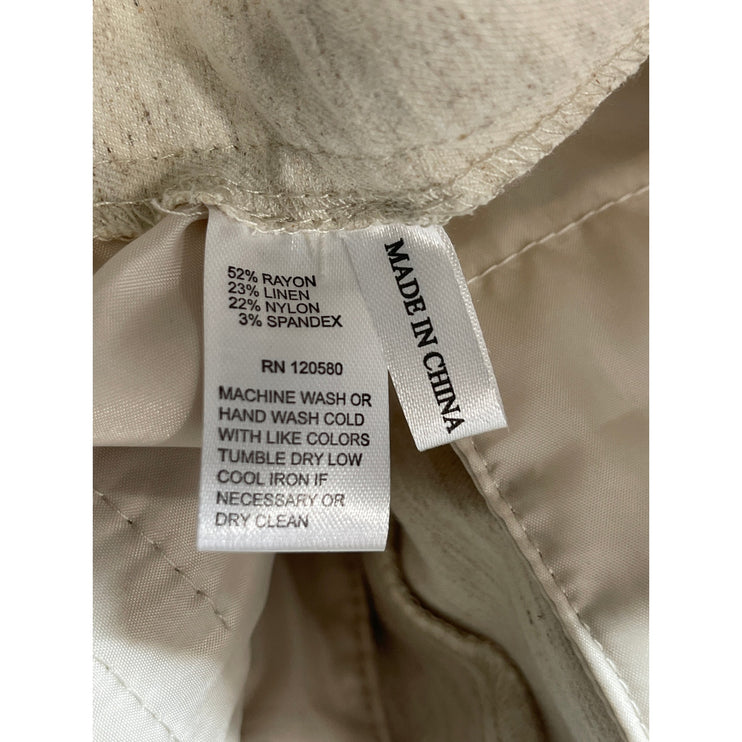 52% RAYON
23% LINEN
22% NYLON
3% SPANDEX
RN 120580
MACHINE WASH OR
HAND WASH COLD
WITH LIKE COLORS
TUMBLE DRY LOW
COOL IRON IF
NECESSARY OR
DRY CLEAN
MADE IN CHINA